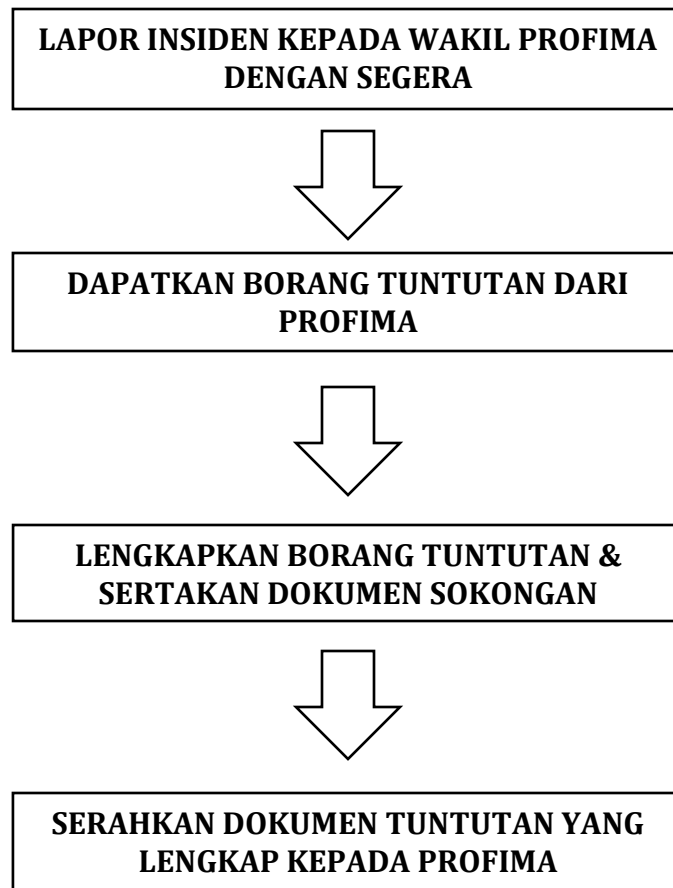 LAPOR INSIDEN KEPADA WAKIL PROFIMA
DENGAN SEGERA
DAPATKAN BORANG TUNTUTAN DARI
PROFIMA
LENGKAPKAN BORANG TUNTUTAN &
SERTAKAN DOKUMEN SOKONGAN
SERAHKAN DOKUMEN TUNTUTAN YANG
LENGKAP KEPADA PROFIMA